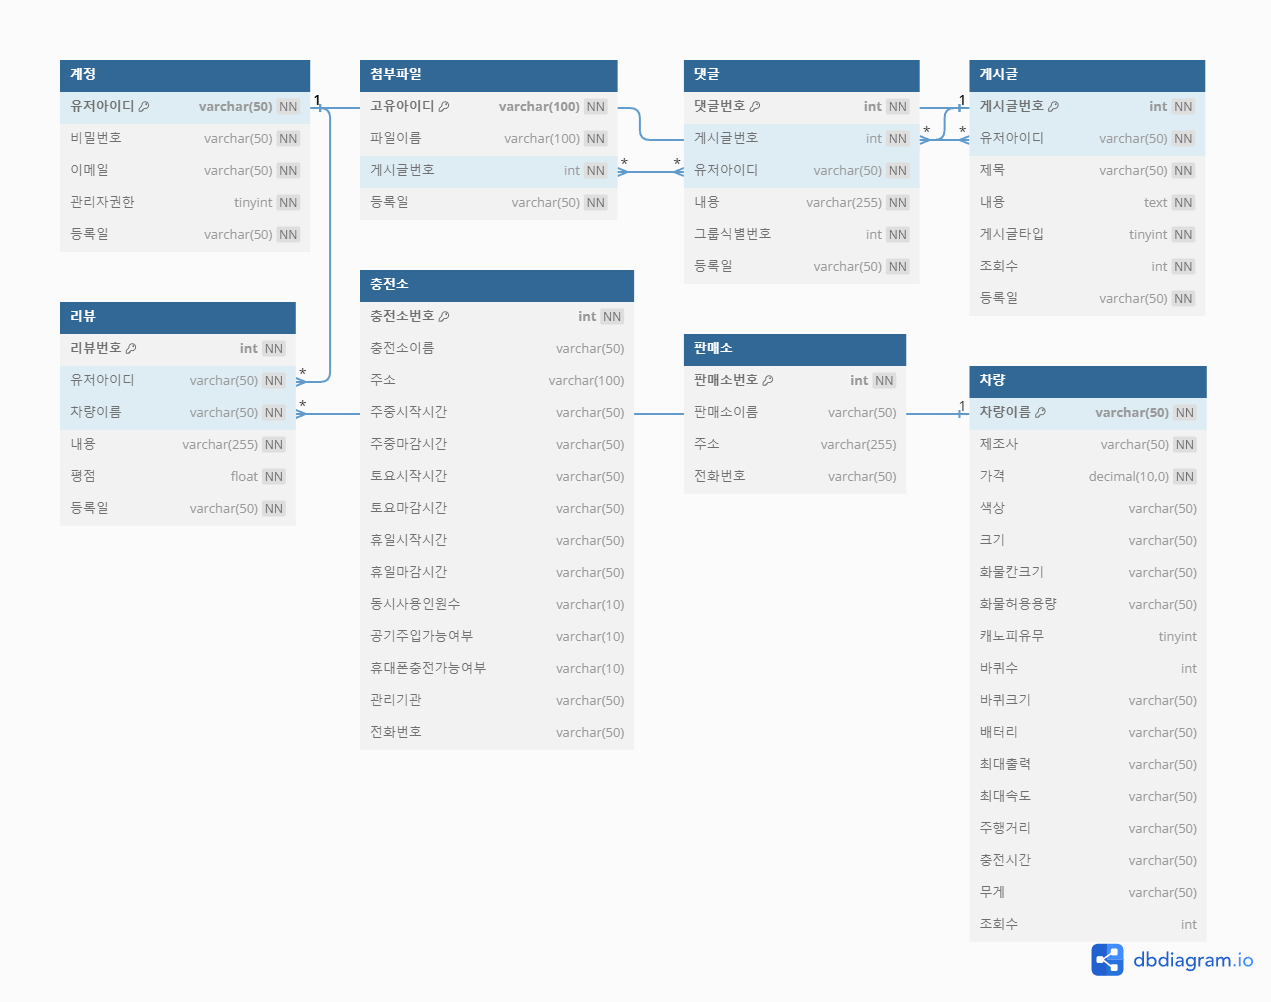 계정
유저아이디 varchar(50) NN
비밀번호 varchar(50) NN
이메일 varchar(50) NN
관리자권한 tinyint NN
등록일 varchar(50) NN
1
첨부파일
고유아이디 varchar(100) NN
파일이름 varchar(100) NN
게시글번호 int NN
등록일 varchar(50) NN
*
*
댓글
댓글번호 int NN
게시글번호 int NN
유저아이디 varchar(50) NN
내용 varchar(255) NN
그룹식별번호 int NN
등록일 varchar(50) NN
*
*
1
게시글
게시글번호 int NN
유저아이디 varchar(50) NN
제목 varchar(50) NN
내용 text NN
게시글타입 tinyint NN
조회수 int NN
등록일 varchar(50) NN
리뷰
리뷰번호 int NN
유저아이디 varchar(50) NN
차량이름 varchar(50) NN
내용 varchar(255) NN
평점 float NN
등록일 varchar(50) NN
*
*
충전소
충전소번호 int NN
충전소이름 varchar(50)
주소 varchar(100)
주중시작시간 varchar(50)
주중마감시간 varchar(50)
토요시작시간 varchar(50)
토요마감시간 varchar(50)
휴일시작시간 varchar(50)
휴일마감시간 varchar(50)
동시사용인원수 varchar(10)
공기주입가능여부 varchar(10)
휴대폰충전가능여부 varchar(10)
관리기관 varchar(50)
전화번호 varchar(50)
판매소
판매소번호 int NN
판매소이름 varchar(50)
주소 varchar(255)
전화번호 varchar(50)
1
차량
차량이름 varchar(50) NN
제조사 varchar(50) NN
가격 decimal(10,0) NN
색상 varchar(50)
크기 varchar(50)
화물칸크기 varchar(50)
화물허용용량 varchar(50)
캐노피유무 tinyint
바퀴수 int
바퀴크기 varchar(50)
배터리 varchar(50)
최대출력 varchar(50)
최대속도 varchar(50)
주행거리 varchar(50)
충전시간 varchar(50)
무게 varchar(50)
조회수 int
dbdiagram.io